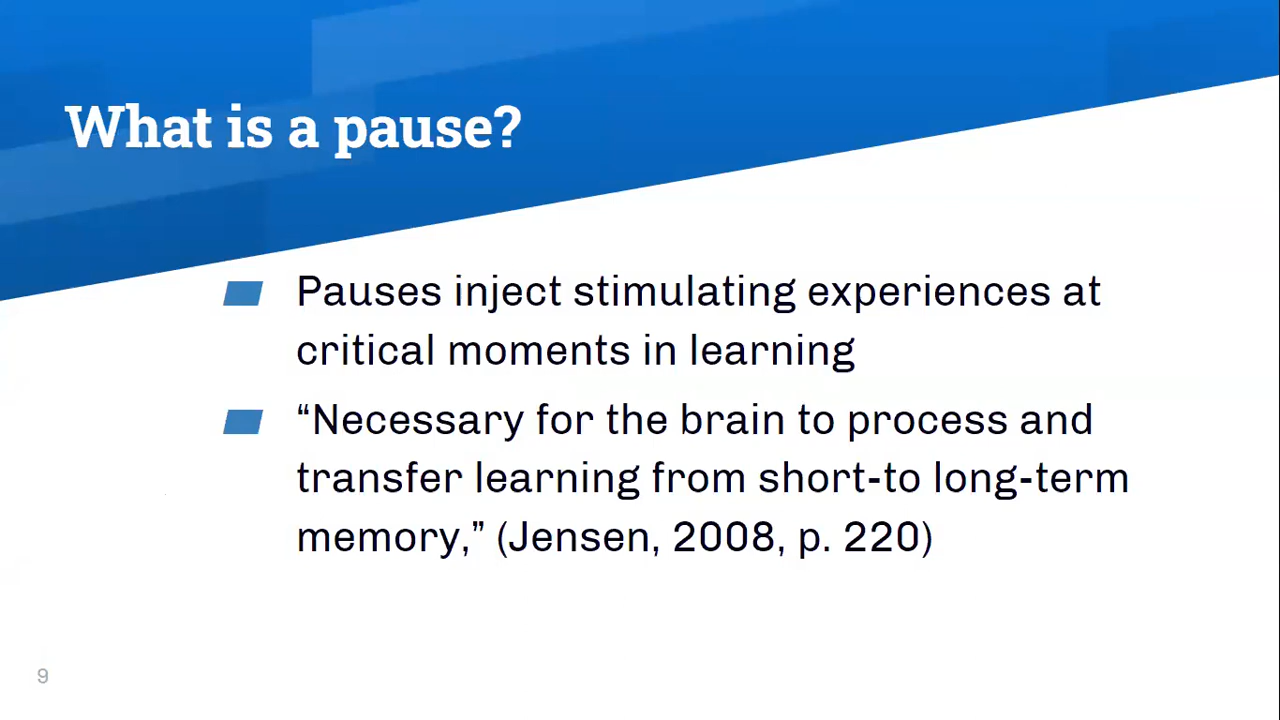 What is a pause?
Pauses inject stimulating experiences at
critical moments in learning
“Necessary for the brain to process and
transfer learning from short-to long-term
memory,” (Jensen, 2008, p. 220)
9